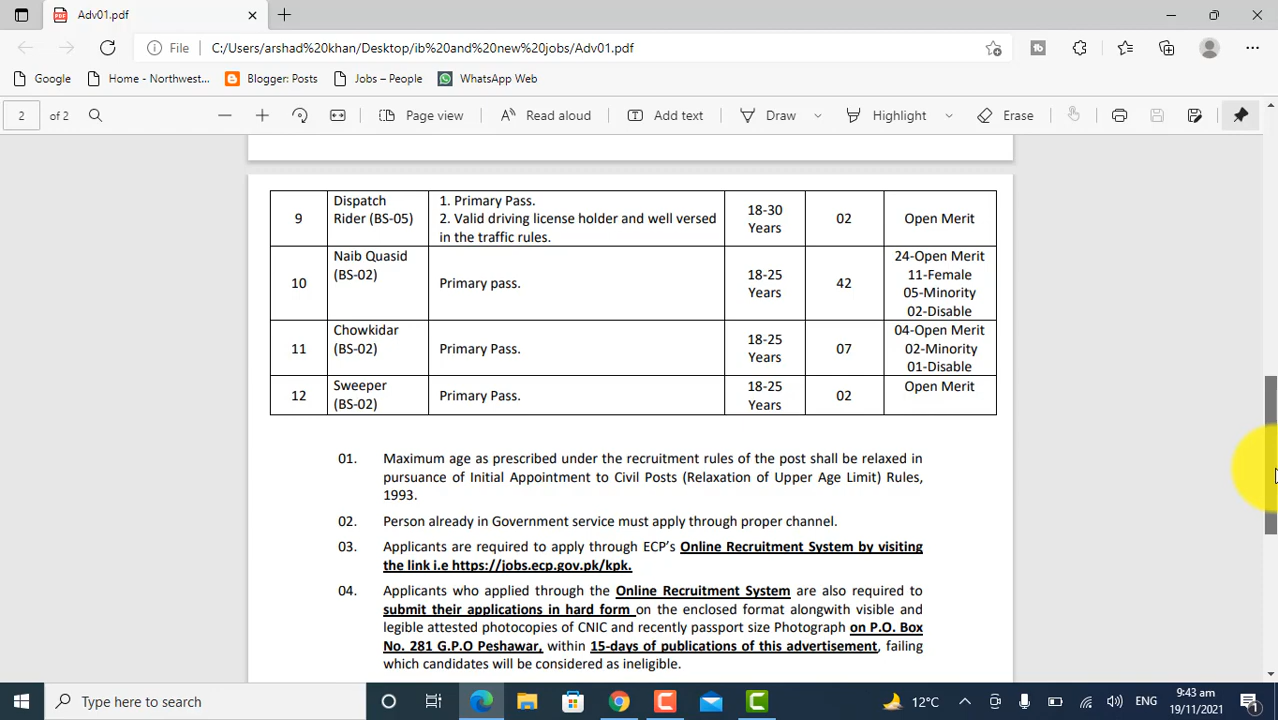 Adv01.pdf
File C:/Users/arshad%20khan/Desktop/ib%20and%20new%20jobs/Adv01.pdf
Google Home - Northwest... Blogger: Posts Jobs – People WhatsApp Web
2 of 2 Page view Read aloud Add text Draw Highlight Erase
9 Dispatch Rider (BS-05) 1. Primary Pass. 18-30 Years 02 Open Merit
2. Valid driving license holder and well versed
in the traffic rules.
10 Naib Quasid (BS-02) Primary pass. 18-25 Years 42 24-Open Merit
11-Female
05-Minority
02-Disable
11 Chowkidar (BS-02) Primary Pass. 18-25 Years 07 04-Open Merit
02-Minority
01-Disable
12 Sweeper (BS-02) Primary Pass. 18-25 Years 02 Open Merit
01. Maximum age as prescribed under the recruitment rules of the post shall be relaxed in
pursuance of Initial Appointment to Civil Posts (Relaxation of Upper Age Limit) Rules,
1993.
02. Person already in Government service must apply through proper channel.
03. Applicants are required to apply through ECP's Online Recruitment System by visiting
the link i.e https://jobs.ecp.gov.pk/kpk.
04. Applicants who applied through the Online Recruitment System are also required to
submit their applications in hard form on the enclosed format alongwith visible and
legible attested photocopies of CNIC and recently passport size Photograph on P.O. Box
No. 281 G.P.O Peshawar, within 15-days of publications of this advertisement, failing
which candidates will be considered as ineligible.
Type here to search 12°C ENG 9:43 am
19/11/2021 1